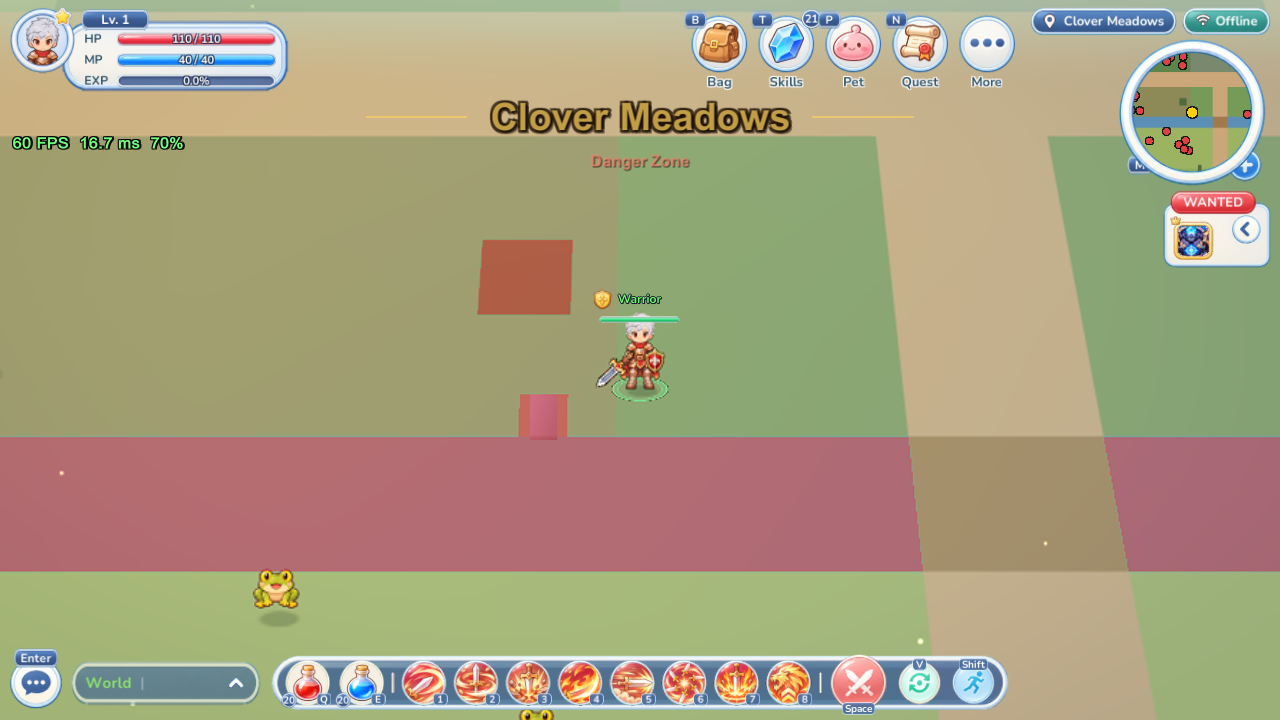 Lv. 1
HP 110 / 110
MP 40 / 40
EXP 0.0%
60 FPS 16.7 ms 70%
B
Bag
T 21
Skills
P
Pet
N
Quest
More
Clover Meadows
Offline
M
WANTED
Clover Meadows
Danger Zone
Warrior
Enter
World
20 Q
20 E
1
2
3
4
5
6
7
8
Space
V
Shift